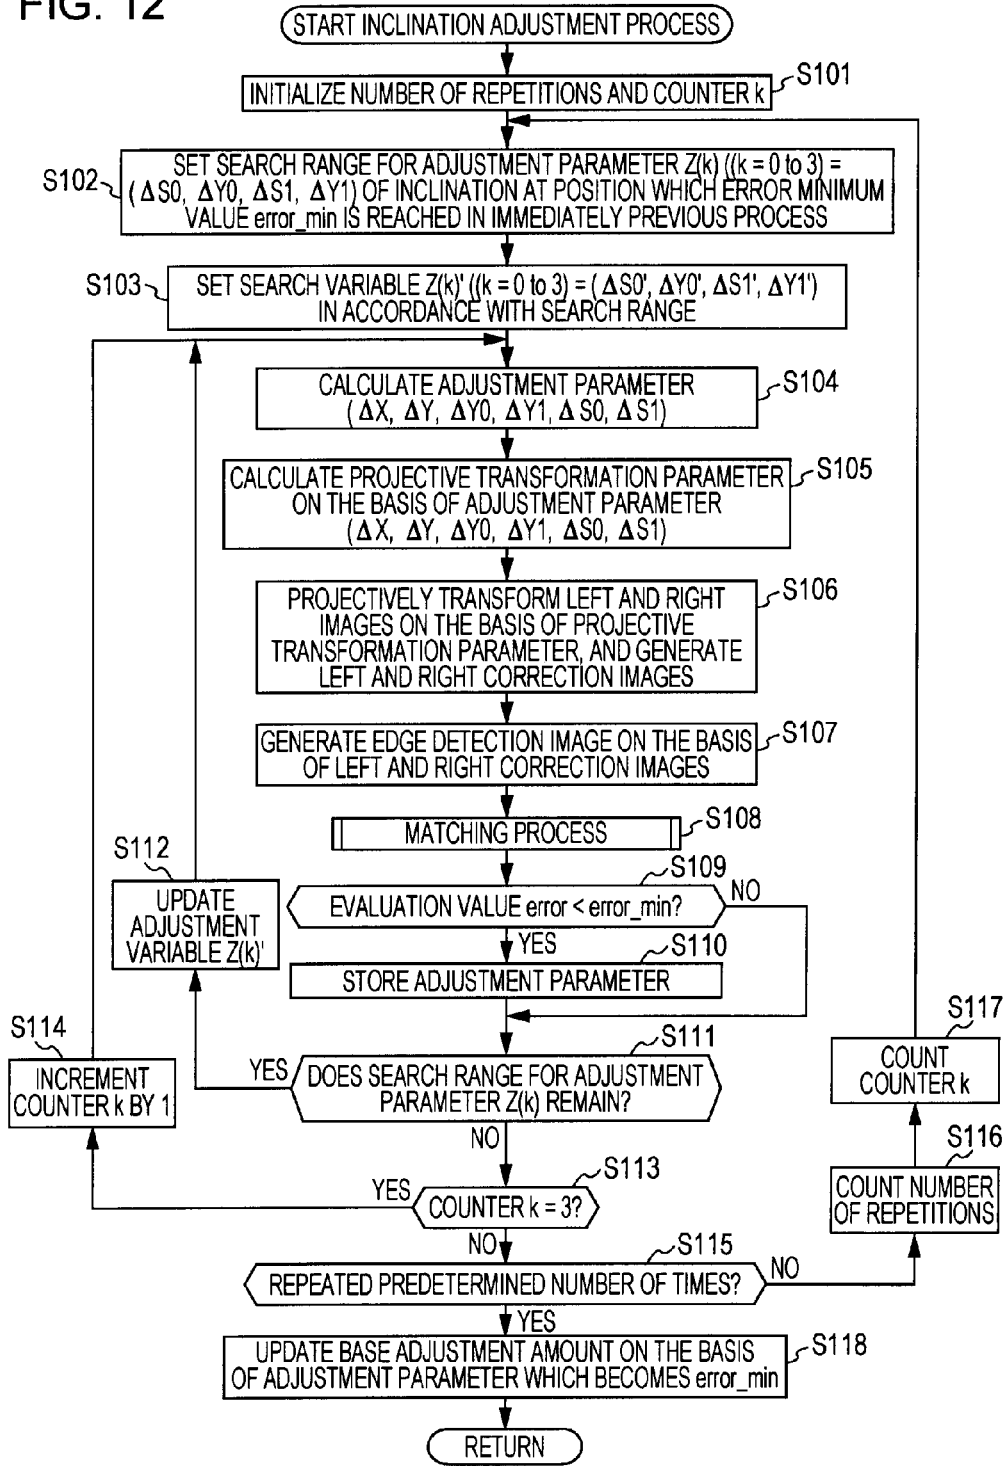 FIG. 12
START INCLINATION ADJUSTMENT PROCESS
S101
INITIALIZE NUMBER OF REPETITIONS AND COUNTER k
S102
SET SEARCH RANGE FOR ADJUSTMENT PARAMETER Z(k) ((k = 0 to 3) =
(ΔS0, ΔY0, ΔS1, ΔY1) OF INCLINATION AT POSITION WHICH ERROR MINIMUM
VALUE error_min IS REACHED IN IMMEDIATELY PREVIOUS PROCESS
S103
SET SEARCH VARIABLE Z(k)' ((k = 0 to 3) = (ΔS0', ΔY0', ΔS1', ΔY1')
IN ACCORDANCE WITH SEARCH RANGE
S104
CALCULATE ADJUSTMENT PARAMETER
(ΔX, ΔY, ΔY0, ΔY1, ΔS0, ΔS1)
S105
CALCULATE PROJECTIVE TRANSFORMATION PARAMETER
ON THE BASIS OF ADJUSTMENT PARAMETER
(ΔX, ΔY, ΔY0, ΔY1, ΔS0, ΔS1)
S106
PROJECTIVELY TRANSFORM LEFT AND RIGHT
IMAGES ON THE BASIS OF PROJECTIVE
TRANSFORMATION PARAMETER, AND GENERATE
LEFT AND RIGHT CORRECTION IMAGES
S107
GENERATE EDGE DETECTION IMAGE ON THE BASIS
OF LEFT AND RIGHT CORRECTION IMAGES
S108
MATCHING PROCESS
S109
EVALUATION VALUE error < error_min?
NO
YES
S110
STORE ADJUSTMENT PARAMETER
S111
DOES SEARCH RANGE FOR ADJUSTMENT
PARAMETER Z(k) REMAIN?
YES
NO
S112
UPDATE
ADJUSTMENT
VARIABLE Z(k)'
S113
COUNTER k = 3?
YES
NO
S114
INCREMENT
COUNTER k BY 1
S115
REPEATED PREDETERMINED NUMBER OF TIMES?
NO
YES
S116
COUNT NUMBER
OF REPETITIONS
S117
COUNT
COUNTER k
S118
UPDATE BASE ADJUSTMENT AMOUNT ON THE BASIS
OF ADJUSTMENT PARAMETER WHICH BECOMES error_min
RETURN